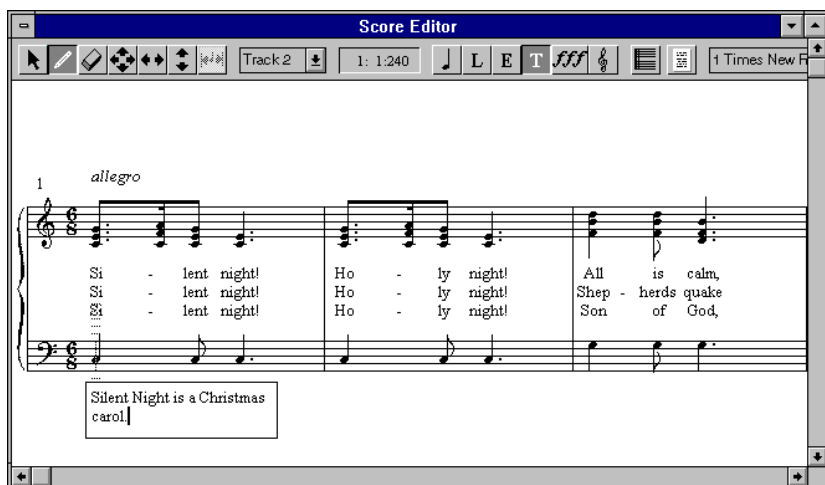 Score Editor
Track 2 1: 1:240 L E T fff 1 Times New R
allegro
1
6 8
Si - lent night! Ho - ly night! All is calm,
Si - lent night! Ho - ly night! Shep - herds quake
Si - lent night! Ho - ly night! Son of God,
6 8
Silent Night is a Christmas
carol.